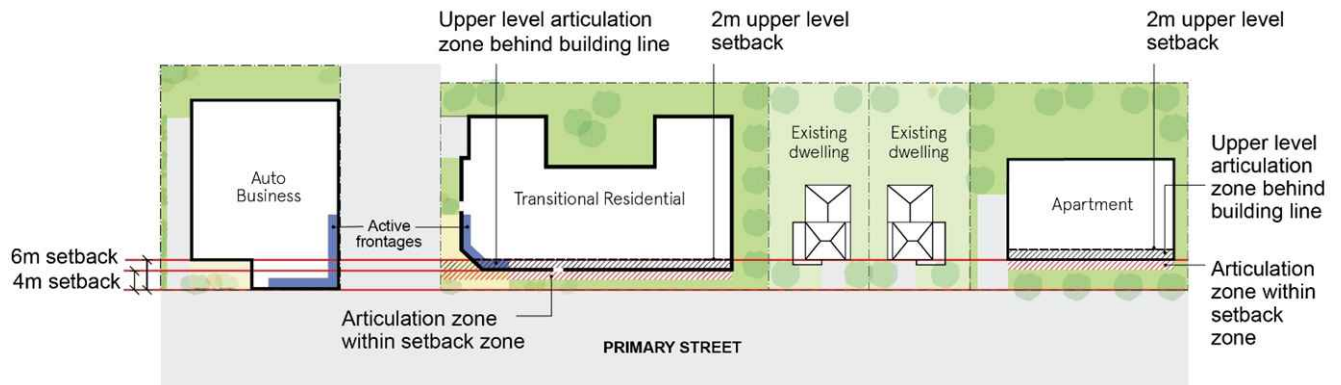 Upper level articulation
zone behind building line
2m upper level
setback
2m upper level
setback
Existing
dwelling
Existing
dwelling
Auto
Business
Active
frontages
Transitional Residential
Apartment
Upper level
articulation
zone behind
building line
6m setback
4m setback
Articulation zone
within setback zone
Articulation
zone within
setback
zone
PRIMARY STREET